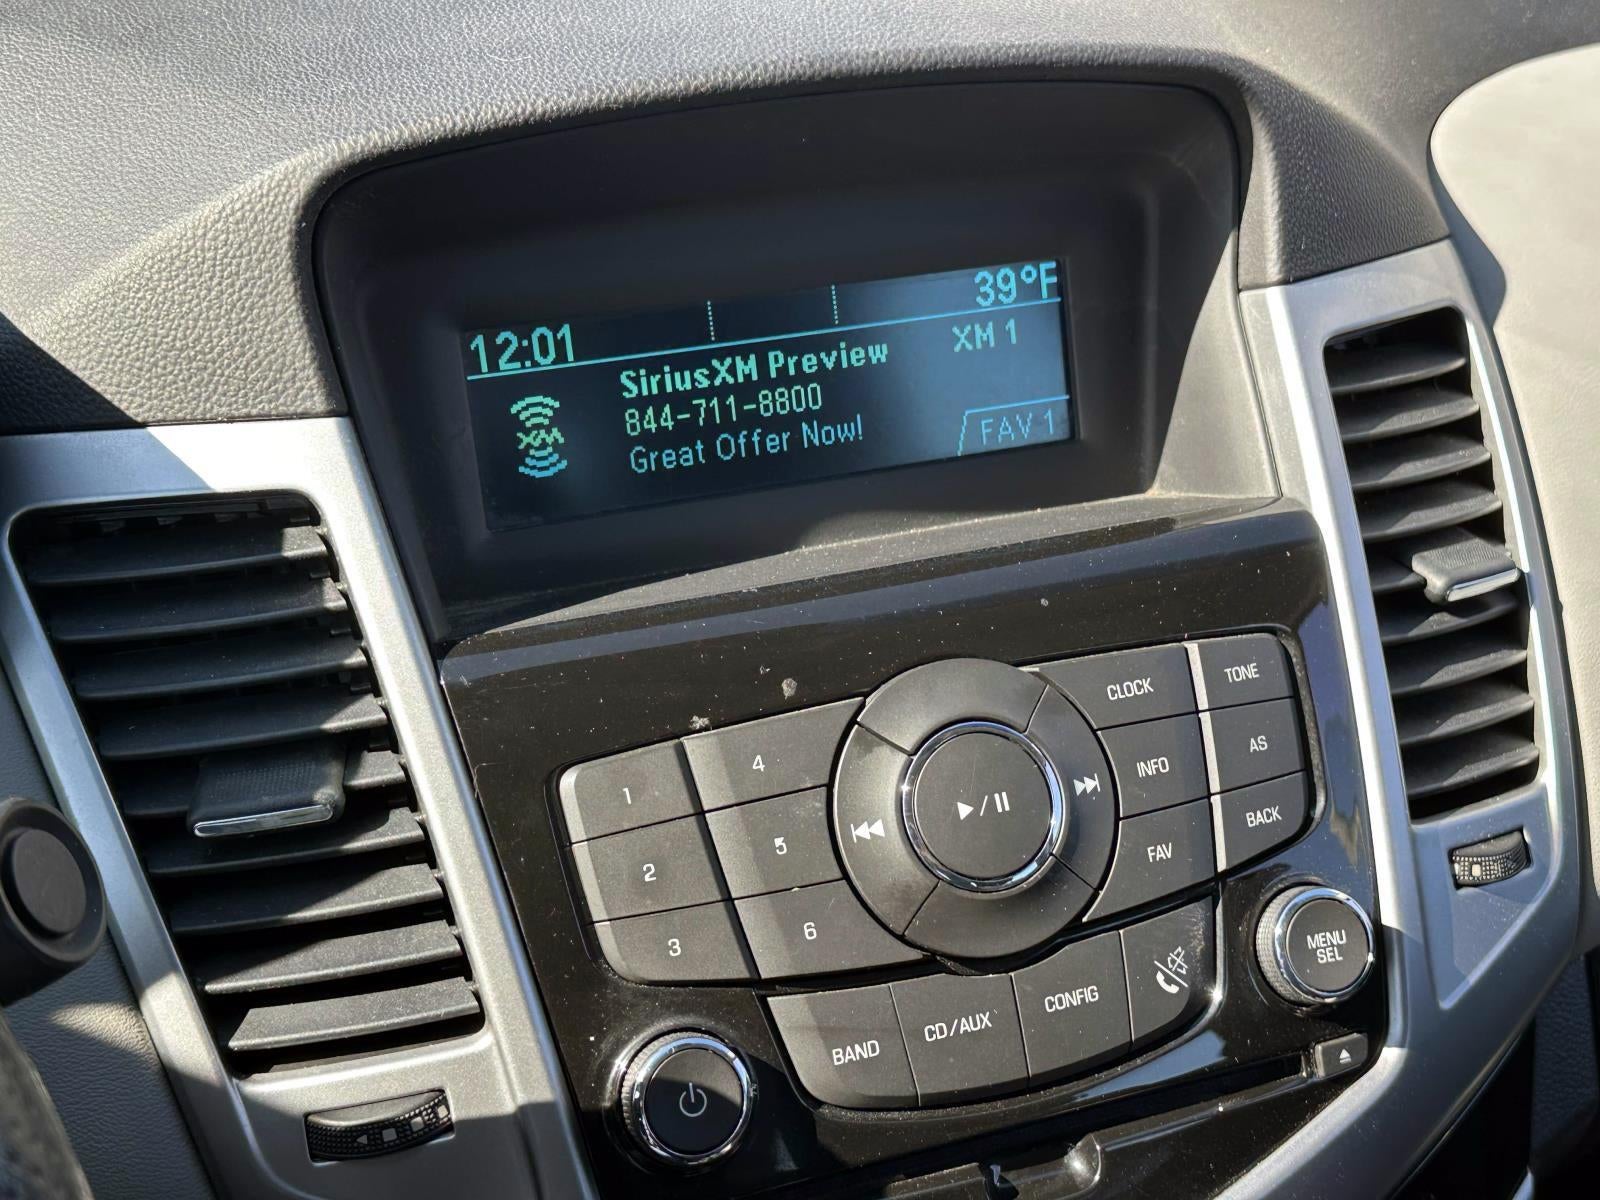 12:01
39°F
XM 1
SiriusXM Preview
844-711-8800
Great Offer Now!
XM
FAV 1
1
2
3
4
5
6
CLOCK
TONE
INFO
AS
FAV
BACK
BAND
CD/AUX
CONFIG
MENU
SEL